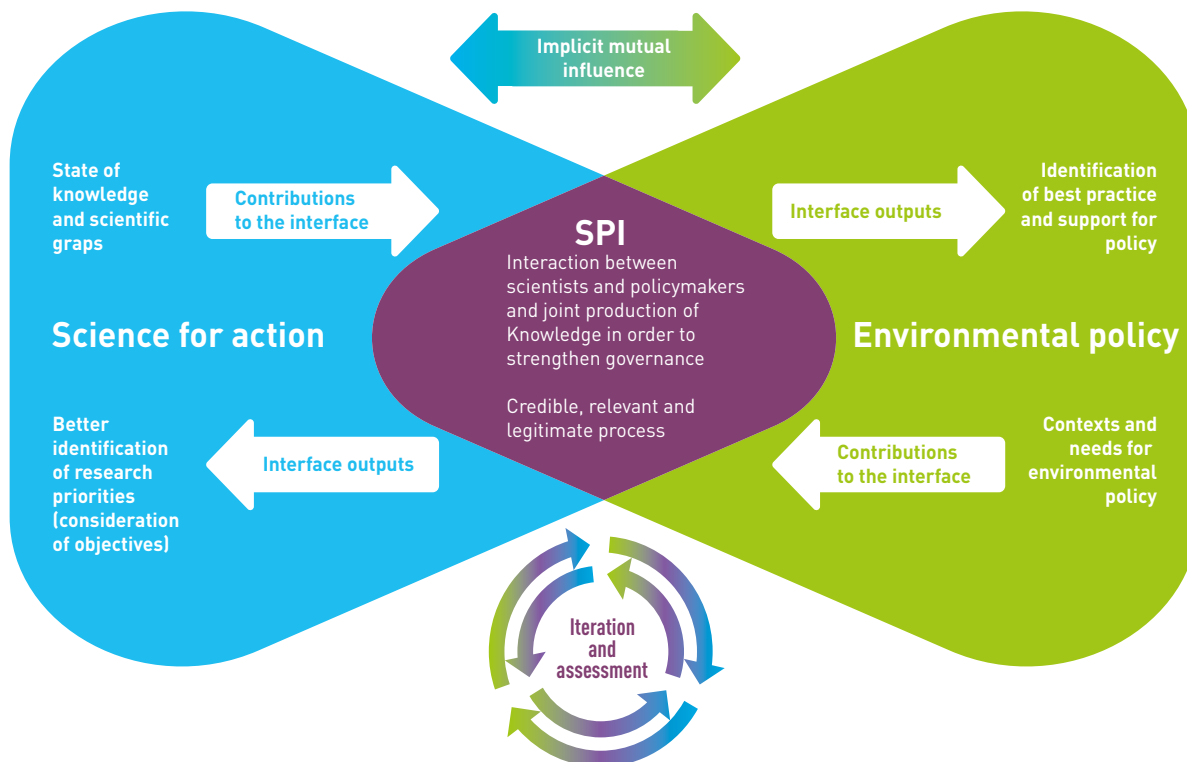 Implicit mutual
influence
State of
knowledge
and scientific
graps
Contributions
to the interface
SPI
Interaction between
scientists and policymakers
and joint production of
Knowledge in order to
strengthen governance
Credible, relevant and
legitimate process
Interface outputs
Identification
of best practice
and support for
policy
Science for action
Environmental policy
Better
identification
of research
priorities
(consideration
of objectives)
Interface outputs
Contributions
to the interface
Contexts and
needs for
environmental
policy
Iteration
and
assessment